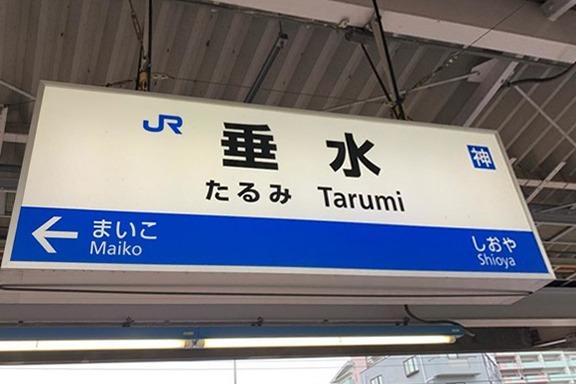 JR 垂水 神
たるみ Tarumi
← まいこ しおや
Maiko Shioya